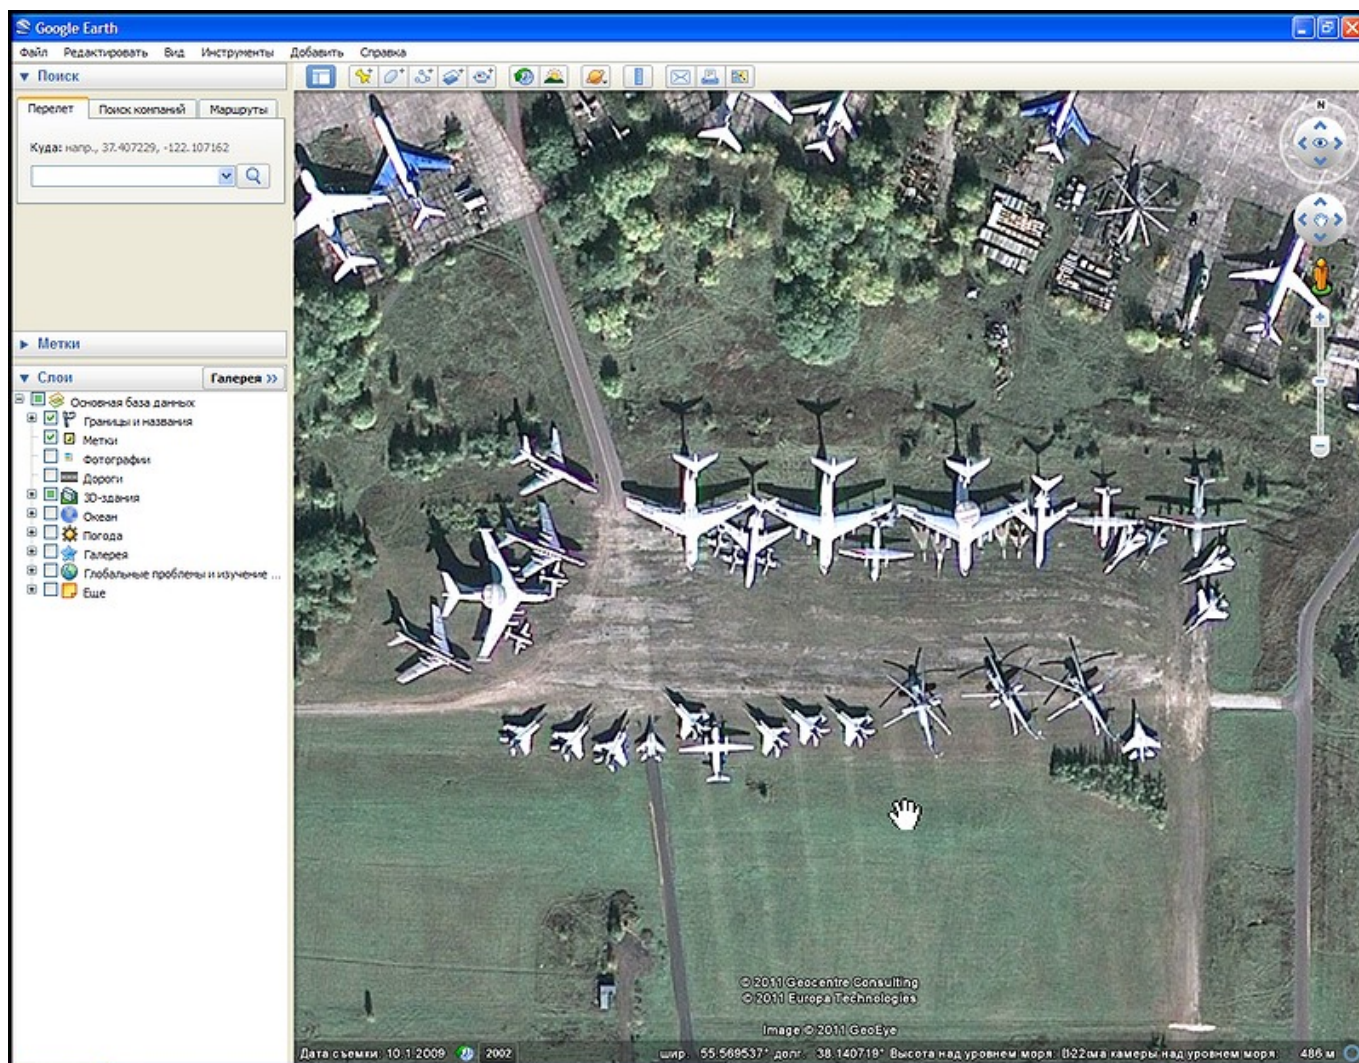 Google Earth
Файл Редактировать Вид Инструменты Добавить Справка
Поиск
Перелет Поиск компаний Маршруты
Куда: напр., 37.407229, -122.107162
Метки
Слои Галерея >>
Основная база данных
Границы и названия
Метки
Фотографии
Дороги
3D-здания
Океан
Погода
Галерея
Глобальные проблемы и изучение ...
Еще
N
© 2011 Geocentre Consulting
© 2011 Europa Technologies
Image © 2011 GeoEye
Дата съемки: 10.1.2009 2002 шир. 55.569537° долг. 38.140719° Высота над уровнем моря: камеры над уровнем моря: 486 м